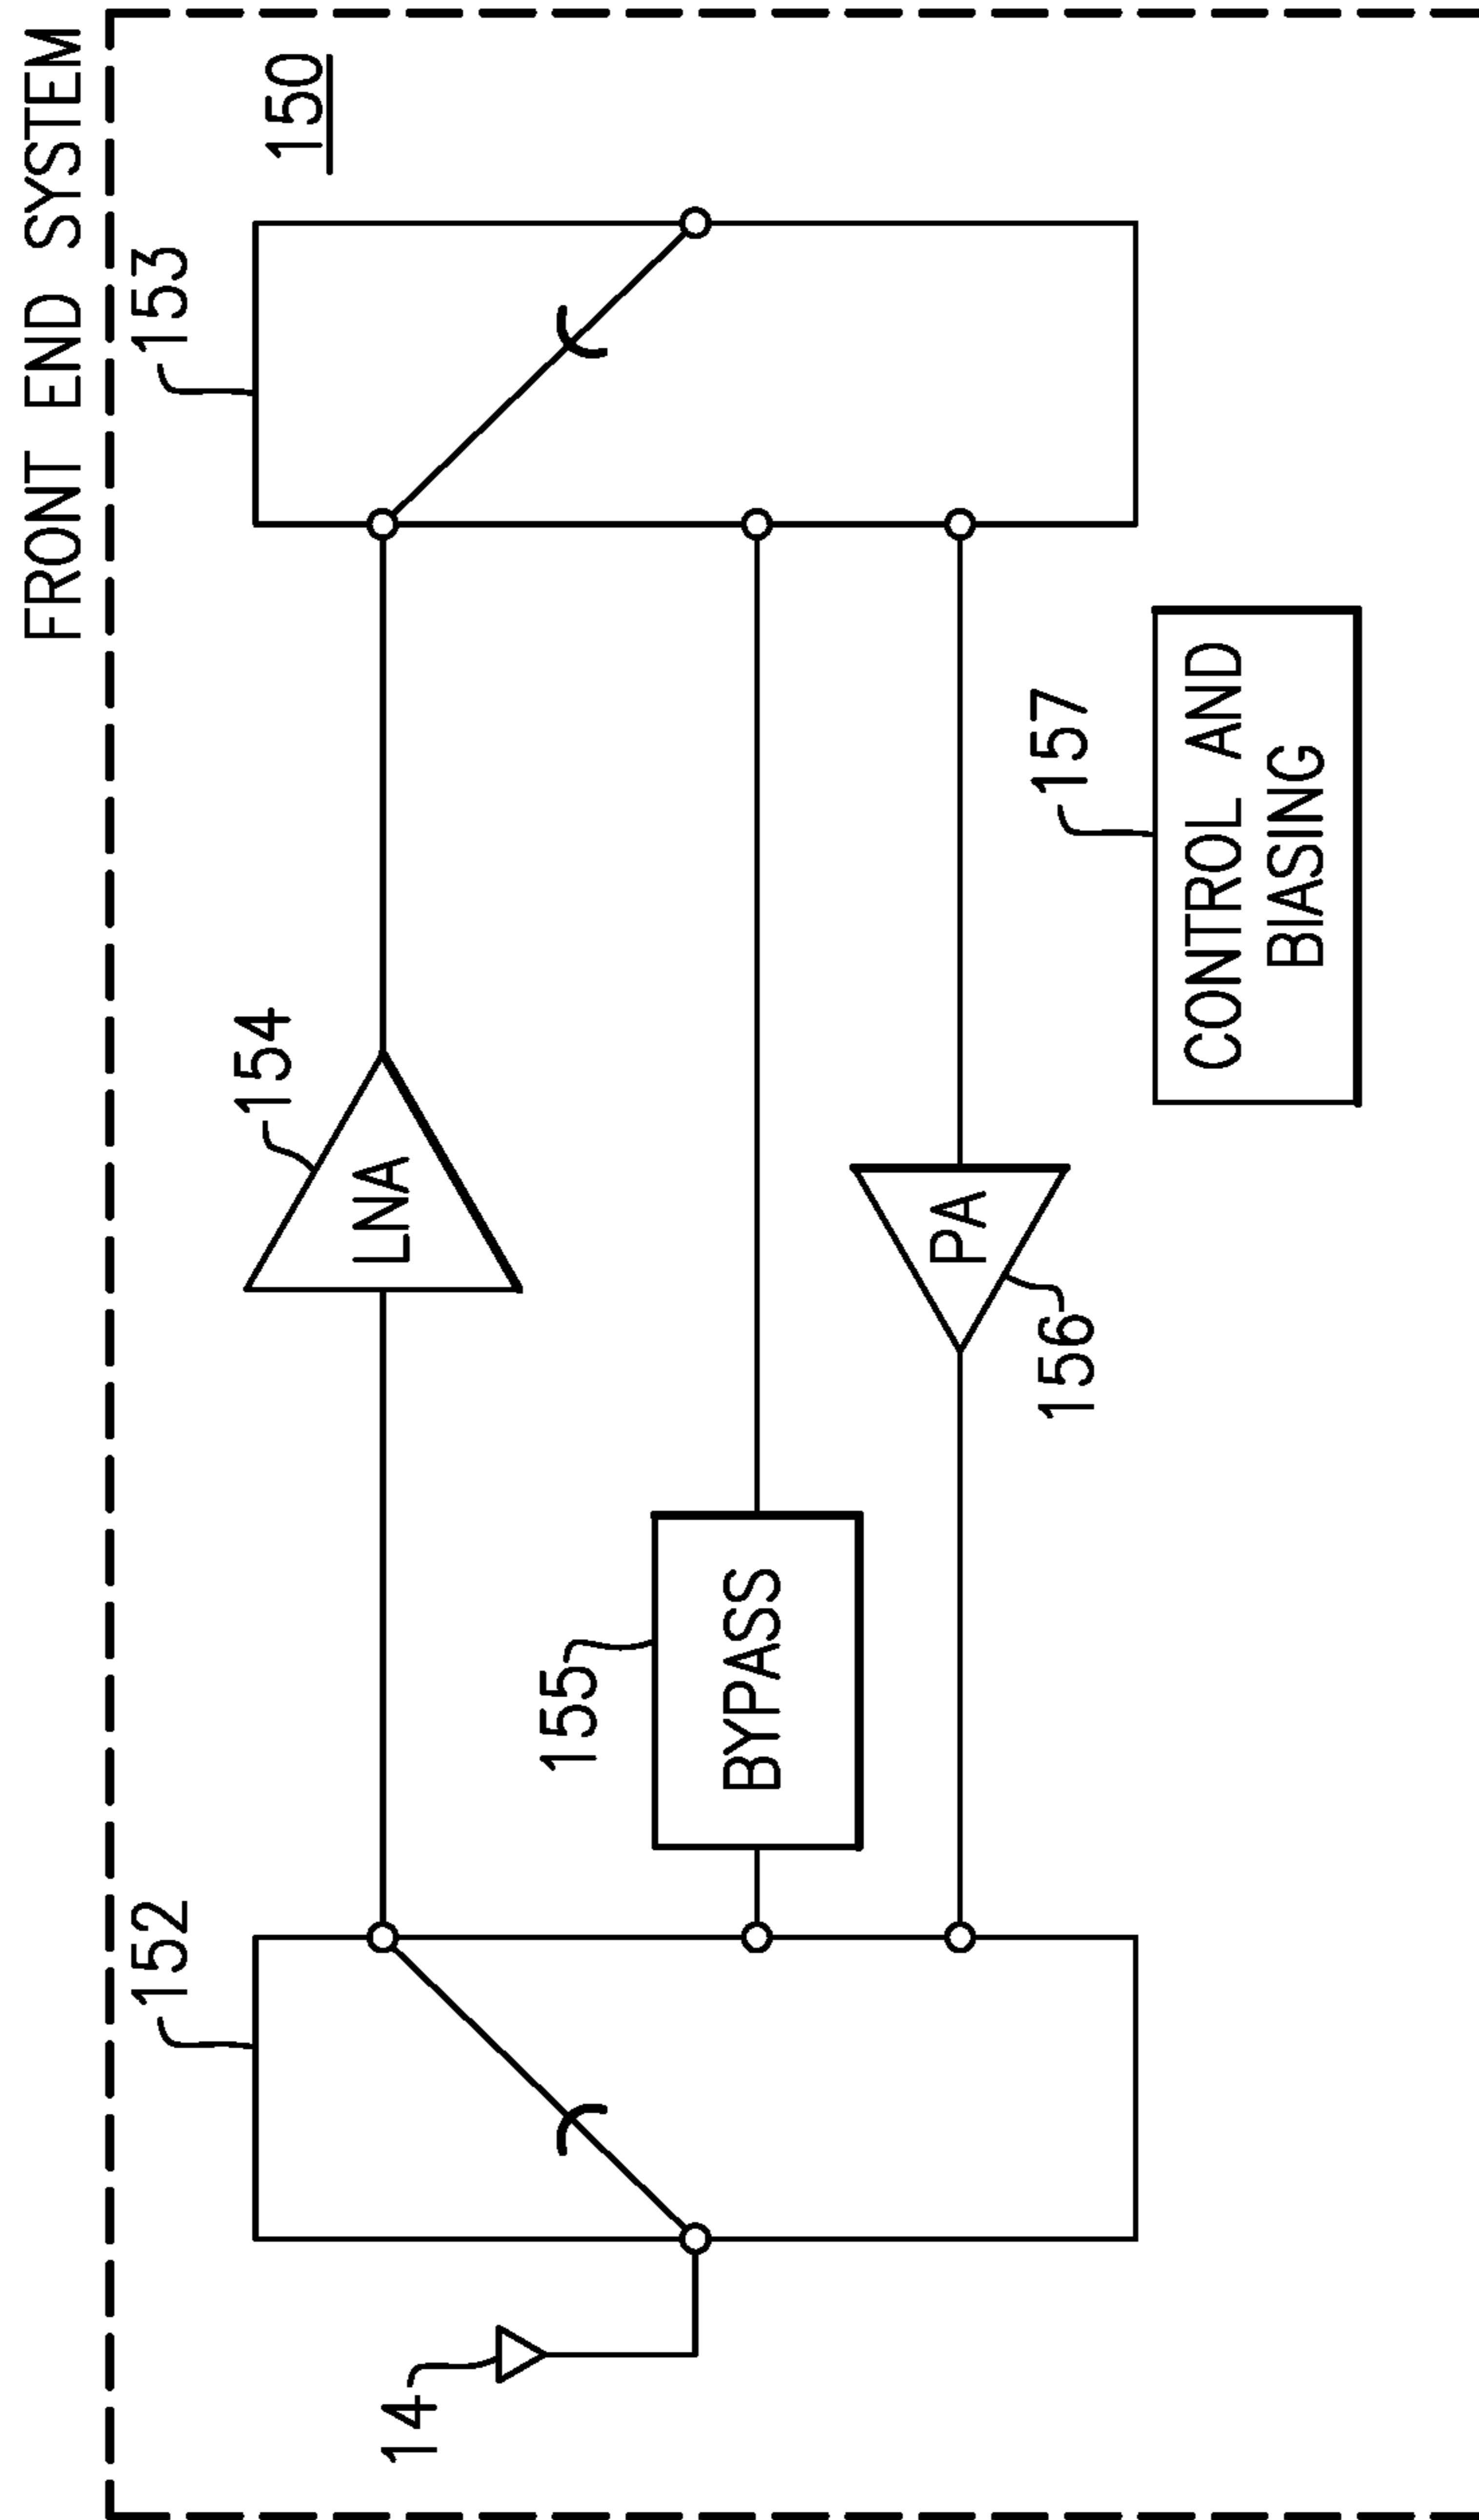 FRONT END SYSTEM
150
152
153
154
LNA
14
155
BYPASS
PA
156
157
CONTROL AND
BIASING